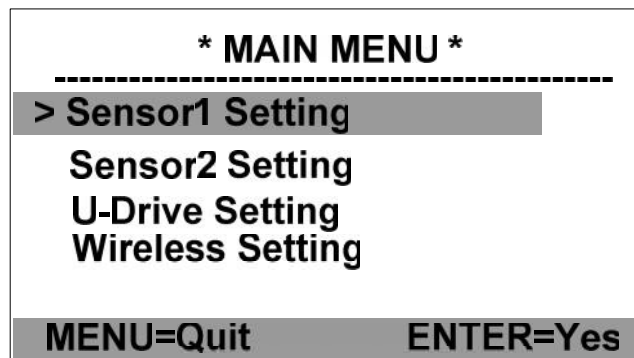 * MAIN MENU *
--------------------------------------------
> Sensor1 Setting
Sensor2 Setting
U-Drive Setting
Wireless Setting
MENU=Quit ENTER=Yes